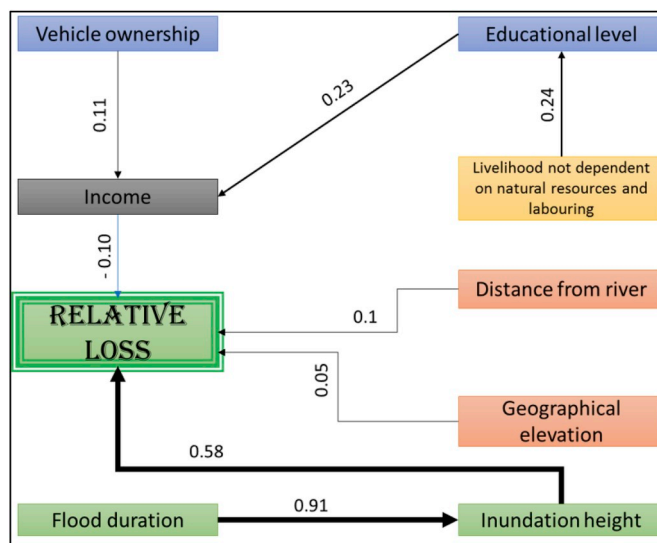 Vehicle ownership
Educational level
0.11
0.23
0.24
Income
Livelihood not dependent
on natural resources and
labouring
- 0.10
RELATIVE
LOSS
Distance from river
0.1
0.05
Geographical
elevation
0.58
Flood duration
0.91
Inundation height